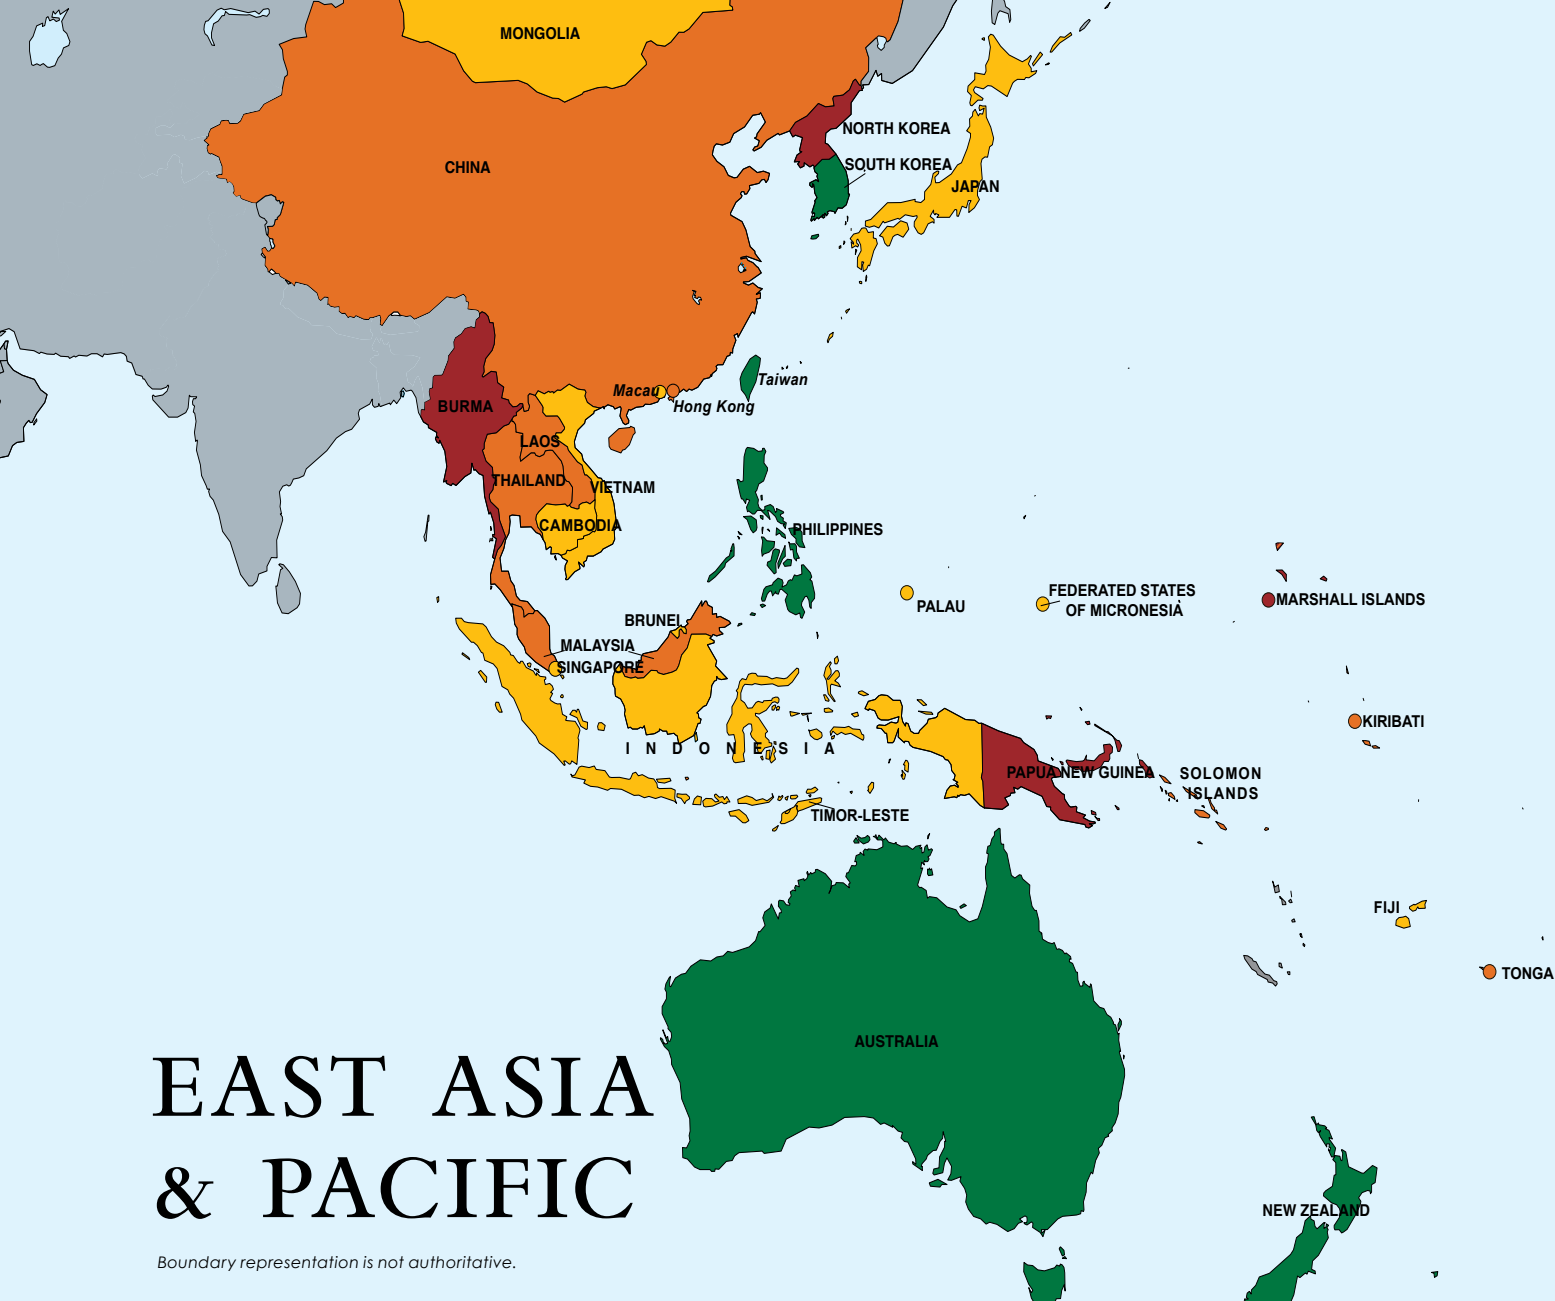 MONGOLIA
NORTH KOREA
CHINA
SOUTH KOREA
JAPAN
Taiwan
Macau
Hong Kong
BURMA
LAOS
THAILAND
VIETNAM
CAMBODIA
PHILIPPINES
FEDERATED STATES
OF MICRONESIA
MARSHALL ISLANDS
PALAU
BRUNEI
MALAYSIA
SINGAPORE
KIRIBATI
INDONESIA
PAPUA NEW GUINEA
SOLOMON
ISLANDS
TIMOR-LESTE
FIJI
TONGA
AUSTRALIA
EAST ASIA
& PACIFIC
NEW ZEALAND
Boundary representation is not authoritative.